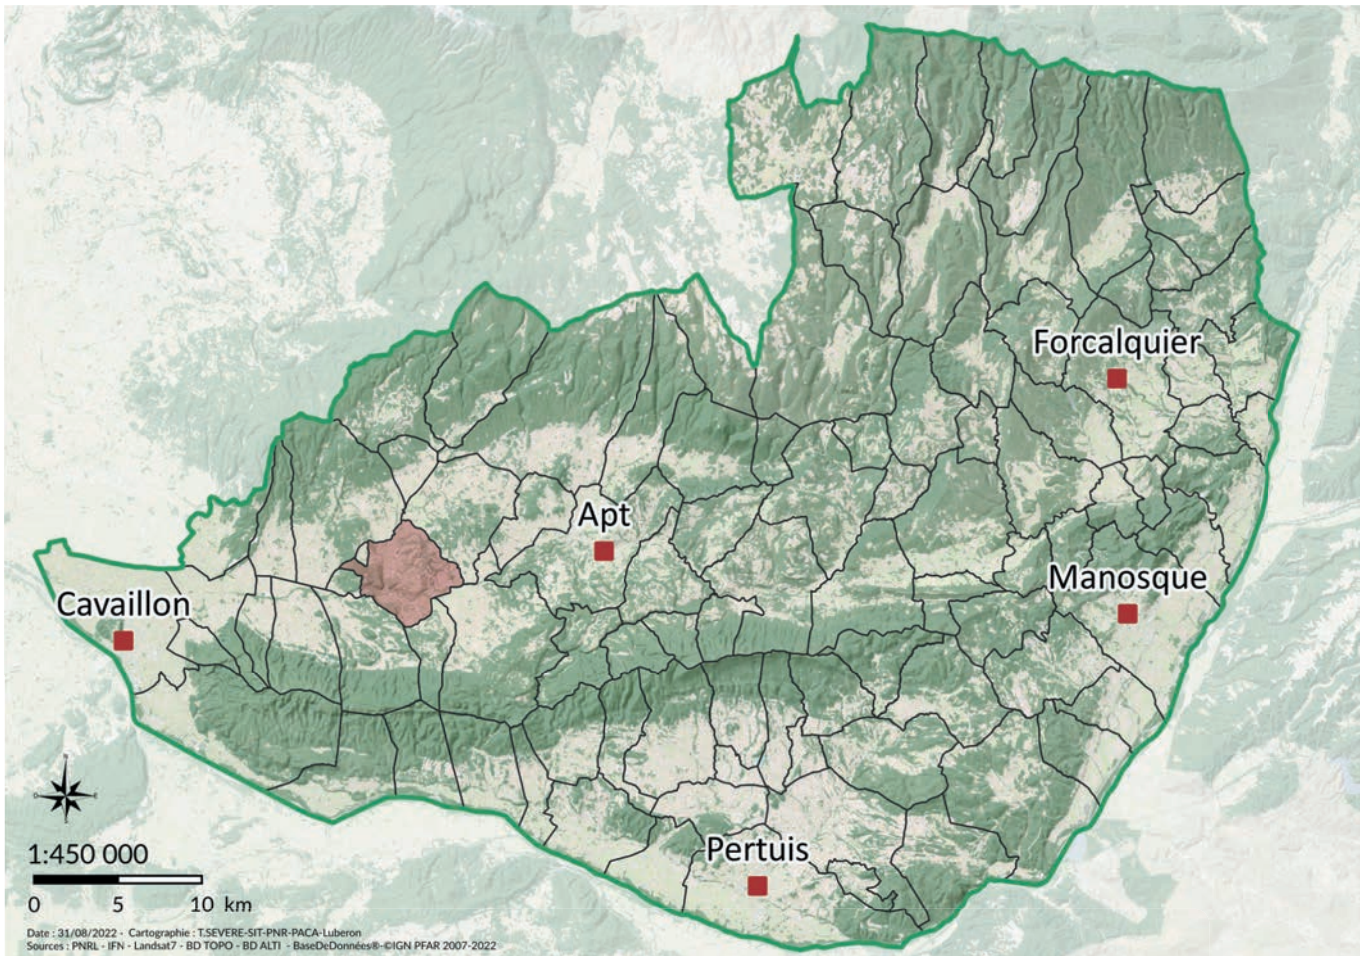 Forcalquier
Apt
Manosque
Cavaillon
Pertuis
1:450 000
0 5 10 km
Date : 31/08/2022 - Cartographie : T.SEVERE-SIT-PNR-PACA-Luberon
Sources : PNRL - IFN - Landsat7 - BD TOPO - BD ALTI - BaseDeDonnées®-©IGN PFAR 2007-2022